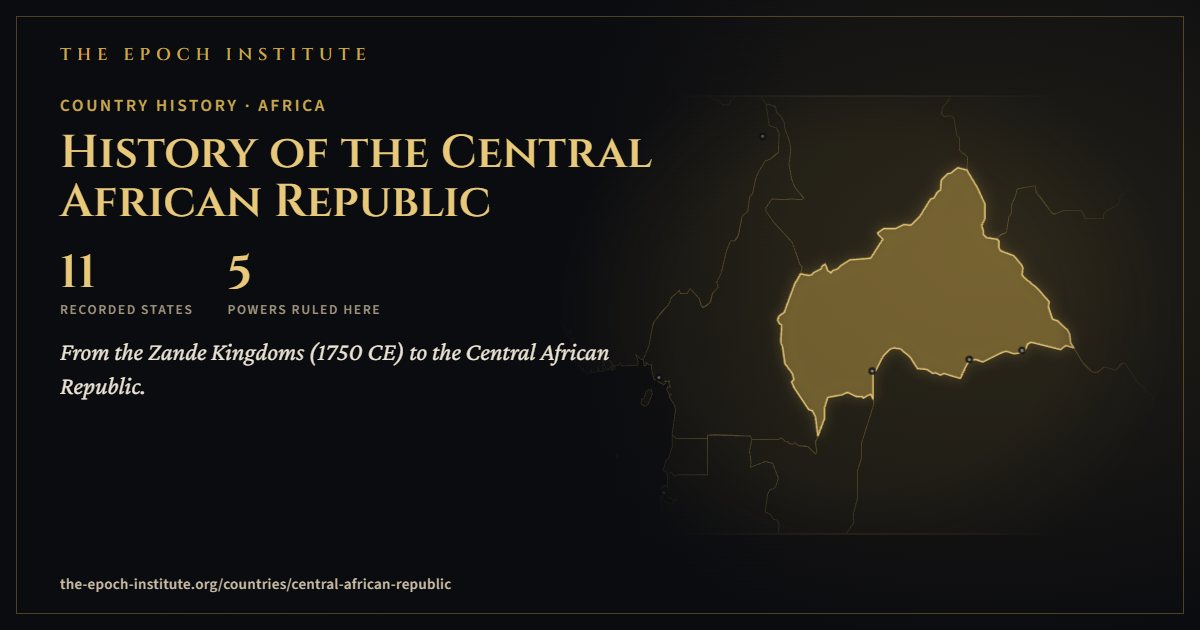 THE EPOCH INSTITUTE
COUNTRY HISTORY · AFRICA
HISTORY OF THE CENTRAL
AFRICAN REPUBLIC
11 5
RECORDED STATES POWERS RULED HERE
From the Zande Kingdoms (1750 CE) to the Central African
Republic.
the-epoch-institute.org/countries/central-african-republic